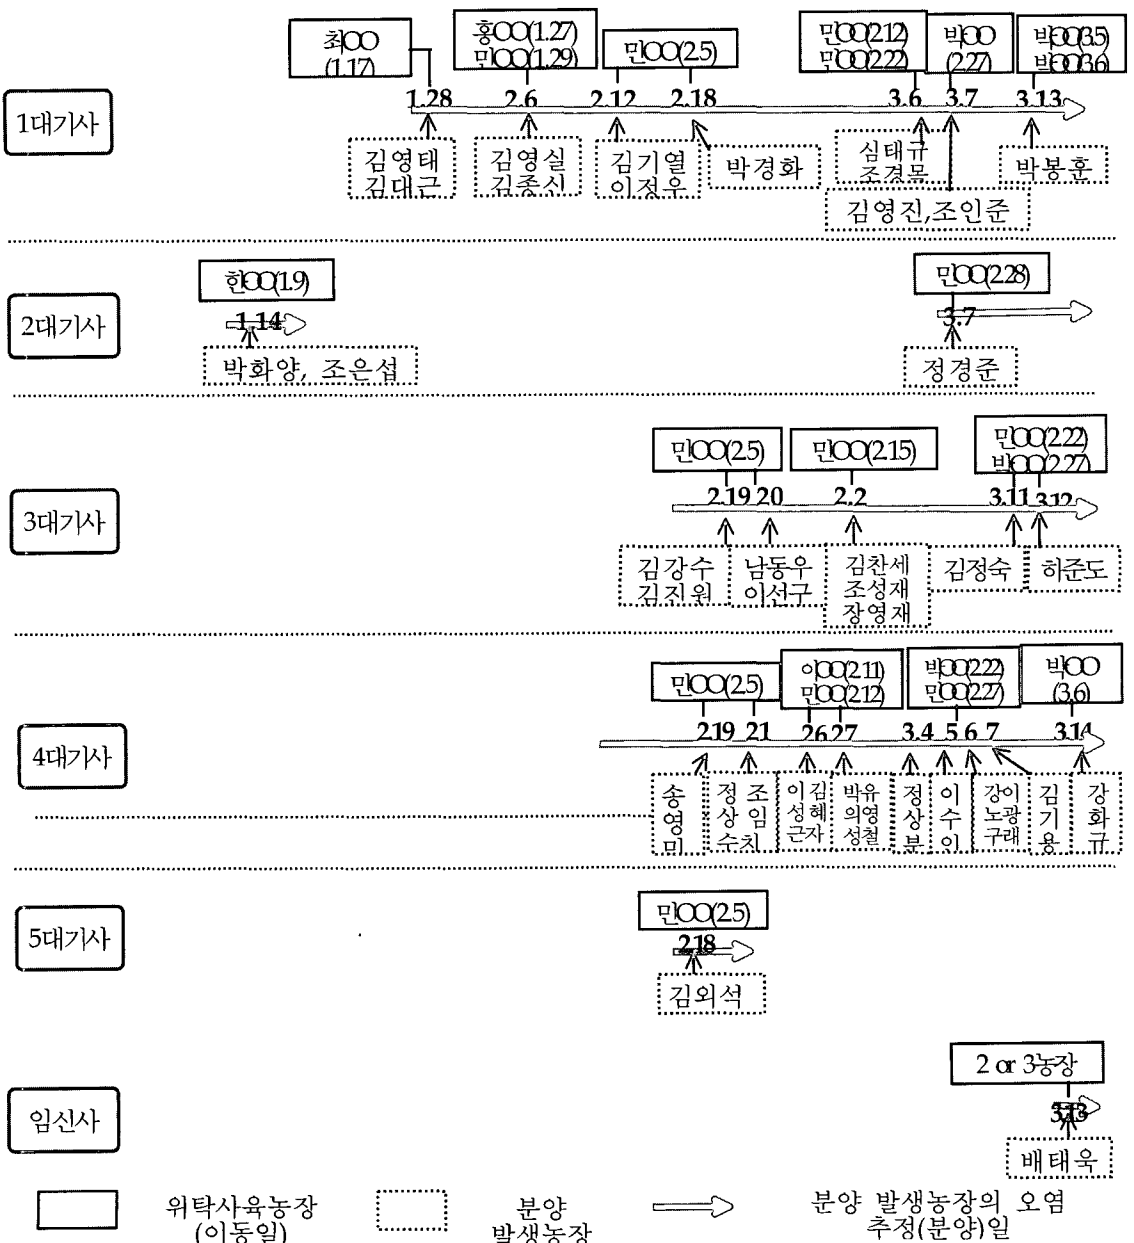 최OO
(1.17)
홍OO(1.27)
민OO(1.29)
민OO(2.5)
민OO(2.12)
민OO(2.22)
박OO
(2.27)
박OO(3.5)
박OO(3.6)
1대기사
1.28 2.6 2.12 2.18 3.6 3.7 3.13
김영태
김대근
김영실
김종신
김기열
이정우
박경화
심태규
조경목
박봉훈
김영진,조인준
한OO(1.9)
민OO(2.28)
2대기사
1.14 3.7
박화양, 조은섭
정경준
민OO(2.5)
민OO(2.15)
민OO(2.22)
박OO(2.27)
3대기사
2.19 20 2.2 3.11 3.12
김강수
김진원
남동우
이선구
김찬세
조성재
장영재
김정숙
허준도
민OO(2.5)
이OO(2.11)
민OO(2.12)
박OO(2.22)
민OO(2.27)
박OO
(3.6)
4대기사
2.19 21 26 27 3.4 5 6 7 3.14
송영미
정상수
조임치
이성근
김혜자
박의성
유영철
정상분
이수인
강노구
이광래
김기용
강화규
민OO(2.5)
5대기사
2.18
김외석
2 or 3농장
임신사
3.13
배태욱
위탁사육농장
(이동일)
분양
발생농장
분양 발생농장의 오염
추정(분양)일